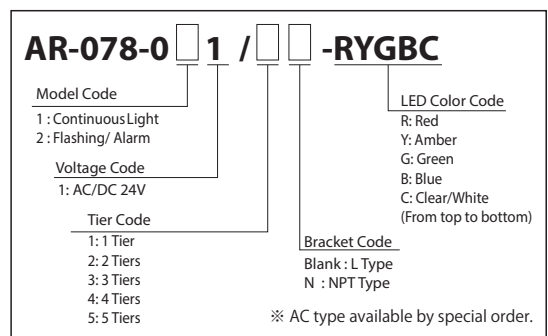 AR-078-0□1 /□□-RYGBC
Model Code
1 : Continuous Light
2 : Flashing/ Alarm
Voltage Code
1: AC/DC 24V
Tier Code
1: 1 Tier
2: 2 Tiers
3: 3 Tiers
4: 4 Tiers
5: 5 Tiers
Bracket Code
Blank : L Type
N : NPT Type
LED Color Code
R: Red
Y: Amber
G: Green
B: Blue
C: Clear/White
(From top to bottom)
※ AC type available by special order.